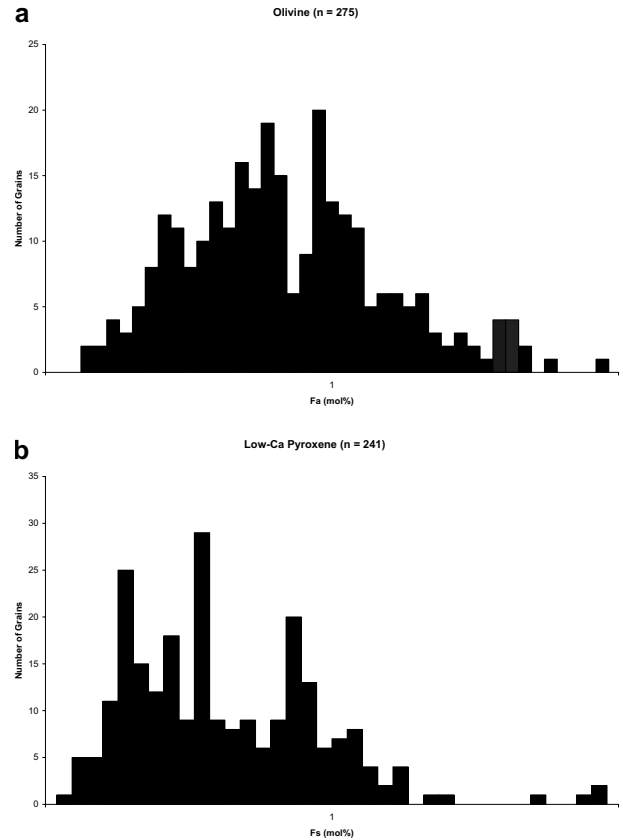 a
Olivine (n = 275)
25
20
15
10
5
0
Number of Grains
1
Fa (mol%)
b
Low-Ca Pyroxene (n = 241)
35
30
25
20
15
10
5
0
Number of Grains
1
Fs (mol%)